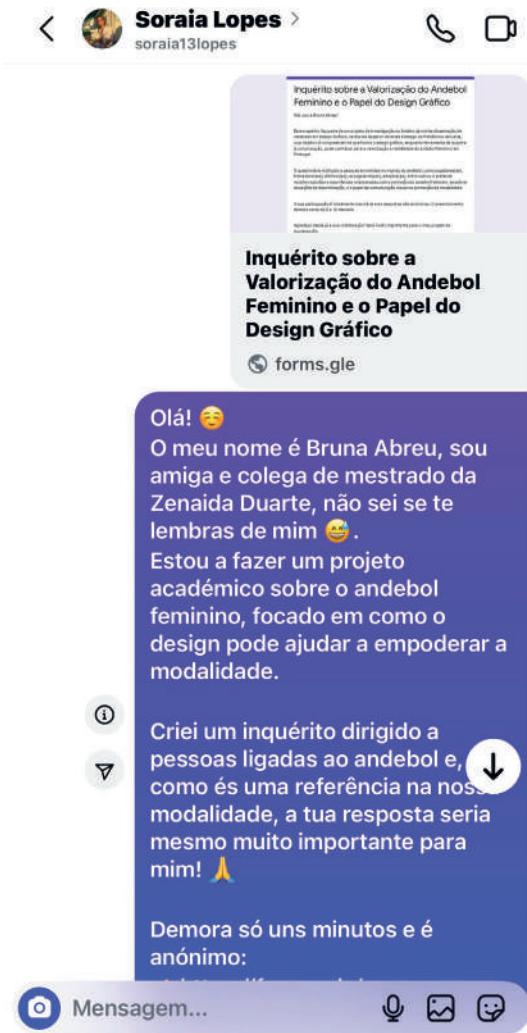 Soraia Lopes
soraia13lopes
Inquérito sobre a Valorização do Andebol
Feminino e o Papel do Design Gráfico
Inquérito sobre a
Valorização do Andebol
Feminino e o Papel do
Design Gráfico
forms.gle
Olá! ☺️
O meu nome é Bruna Abreu, sou
amiga e colega de mestrado da
Zenaida Duarte, não sei se te
lembras de mim 😅.
Estou a fazer um projeto
académico sobre o andebol
feminino, focado em como o
design pode ajudar a empoderar a
modalidade.
Criei um inquérito dirigido a
pessoas ligadas ao andebol e,
como és uma referência na nossa
modalidade, a tua resposta seria
mesmo muito importante para
mim! 🙏
Demora só uns minutos e é
anónimo:
Mensagem...